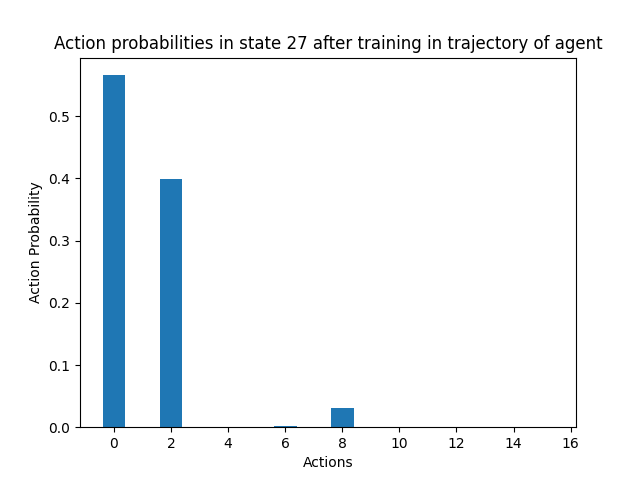 Action probabilities in state 27 after training in trajectory of agent
Action Probability
0.5
0.4
0.3
0.2
0.1
0.0
0 2 4 6 8 10 12 14 16
Actions